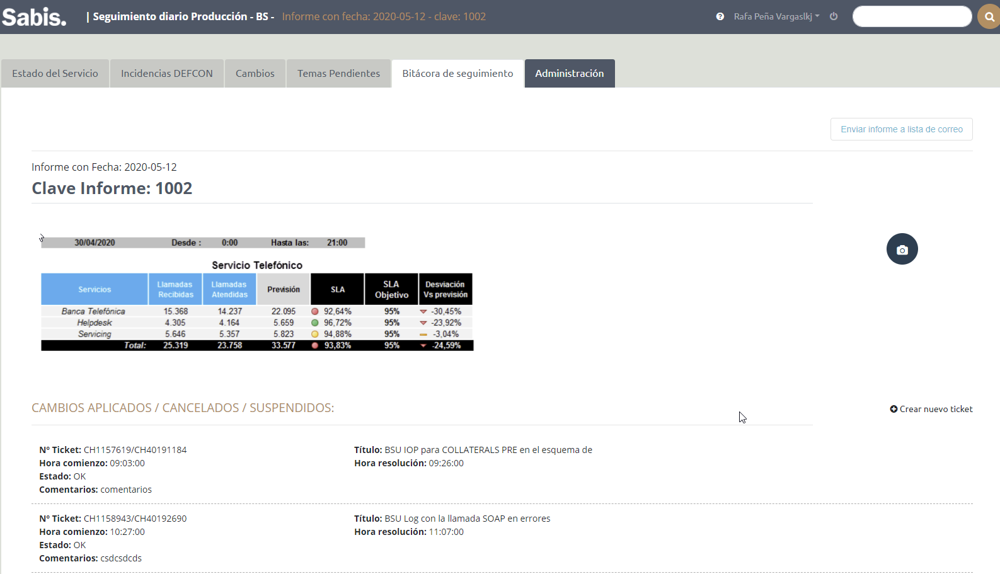 Sabis. | Seguimiento diario Producción - BS - Informe con fecha: 2020-05-12 - clave: 1002 Rafa Peña Vargaslkj
Estado del Servicio Incidencias DEFCON Cambios Temas Pendientes Bitácora de seguimiento Administración
Enviar informe a lista de correo
Informe con Fecha: 2020-05-12
Clave Informe: 1002
30/04/2020 Desde : 0:00 Hasta las: 21:00
Servicio Telefónico
Servicios Llamadas Recibidas Llamadas Atendidas Previsión SLA SLA Objetivo Desviación Vs previsión
Banca Telefónica 15.368 14.237 22.095 92,64% 95% -30,45%
Helpdesk 4.305 4.164 5.659 96,72% 95% -23,92%
Servicing 5.646 5.357 5.823 94,88% 95% -3,04%
Total: 25.319 23.758 33.577 93,83% 95% -24,59%
CAMBIOS APLICADOS / CANCELADOS / SUSPENDIDOS: Crear nuevo ticket
Nº Ticket: CH1157619/CH40191184 Título: BSU IOP para COLLATERALS PRE en el esquema de
Hora comienzo: 09:03:00 Hora resolución: 09:26:00
Estado: OK
Comentarios: comentarios
Nº Ticket: CH1158943/CH40192690 Título: BSU Log con la llamada SOAP en errores
Hora comienzo: 10:27:00 Hora resolución: 11:07:00
Estado: OK
Comentarios: csdcsdcds